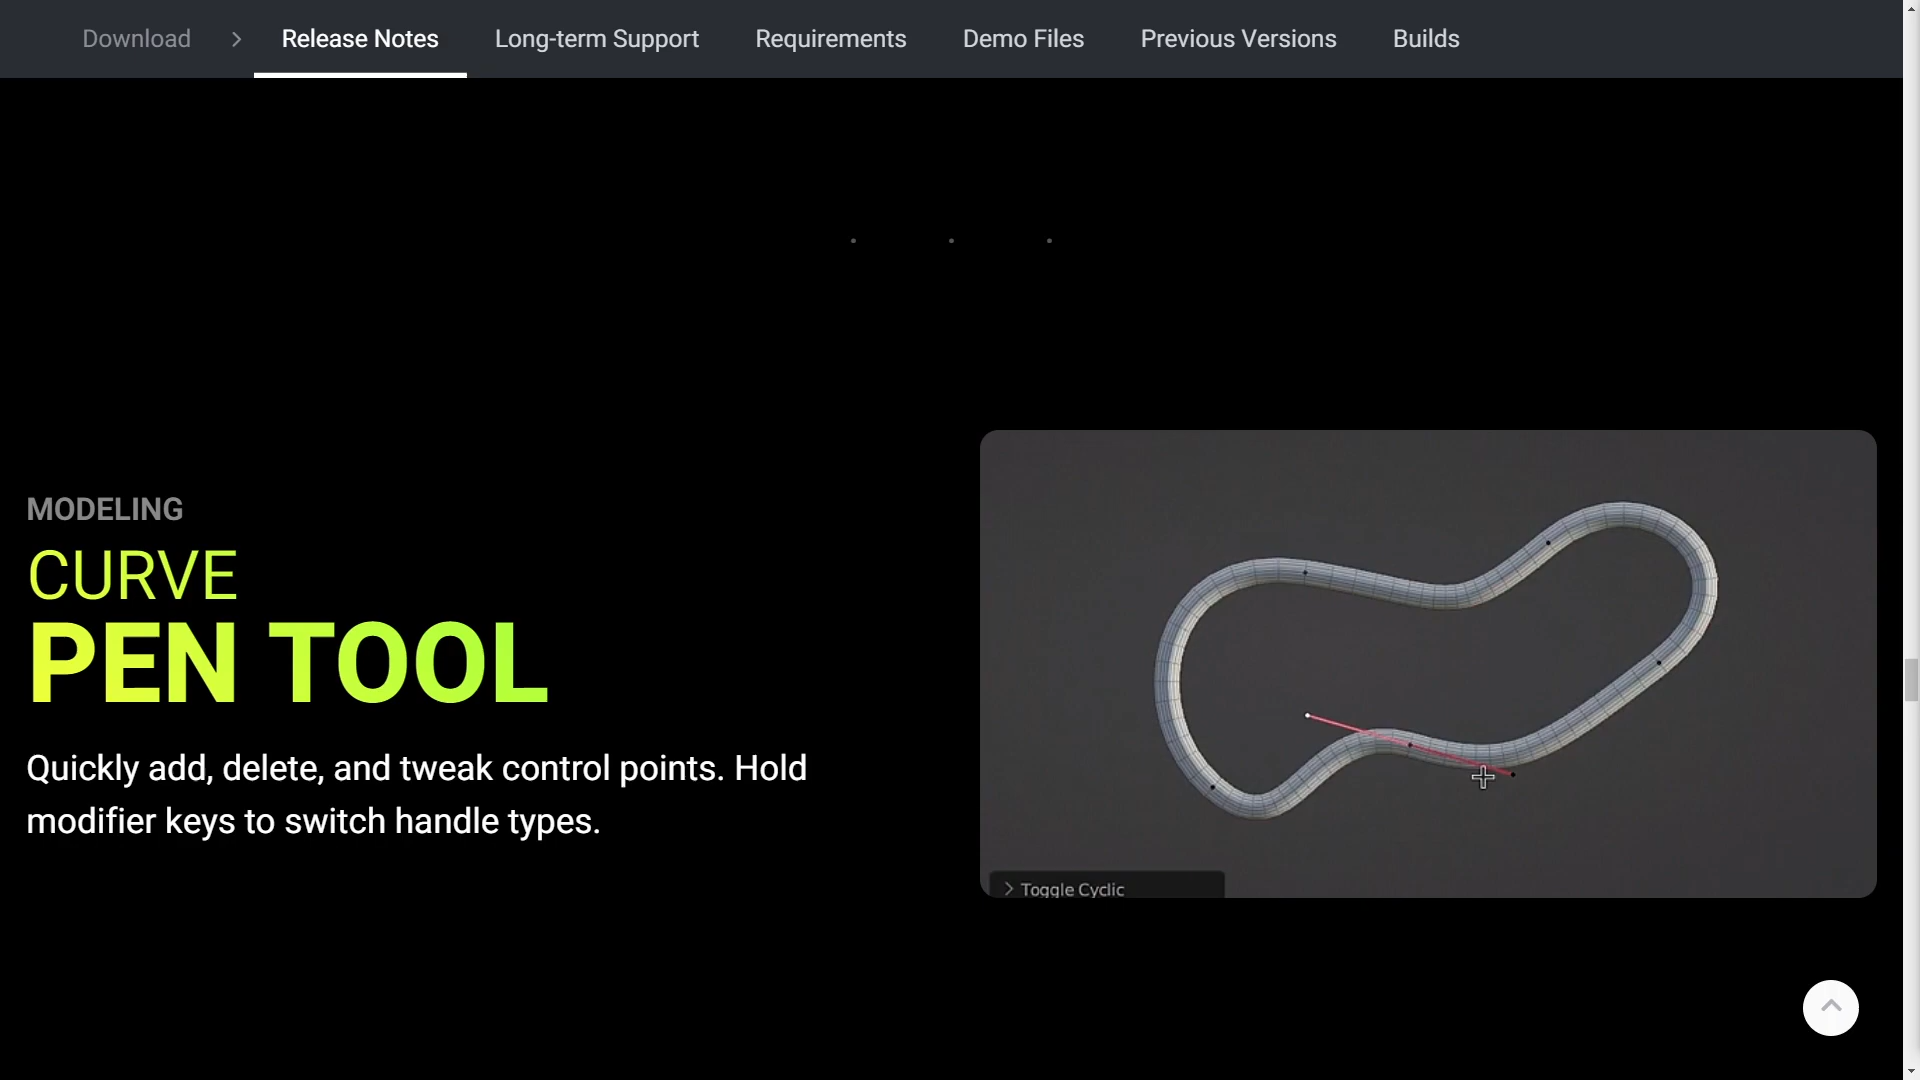 Download
Release Notes
Long-term Support
Requirements
Demo Files
Previous Versions
Builds
MODELING
CURVE
PEN TOOL
Quickly add, delete, and tweak control points. Hold
modifier keys to switch handle types.
Toggle Cyclic